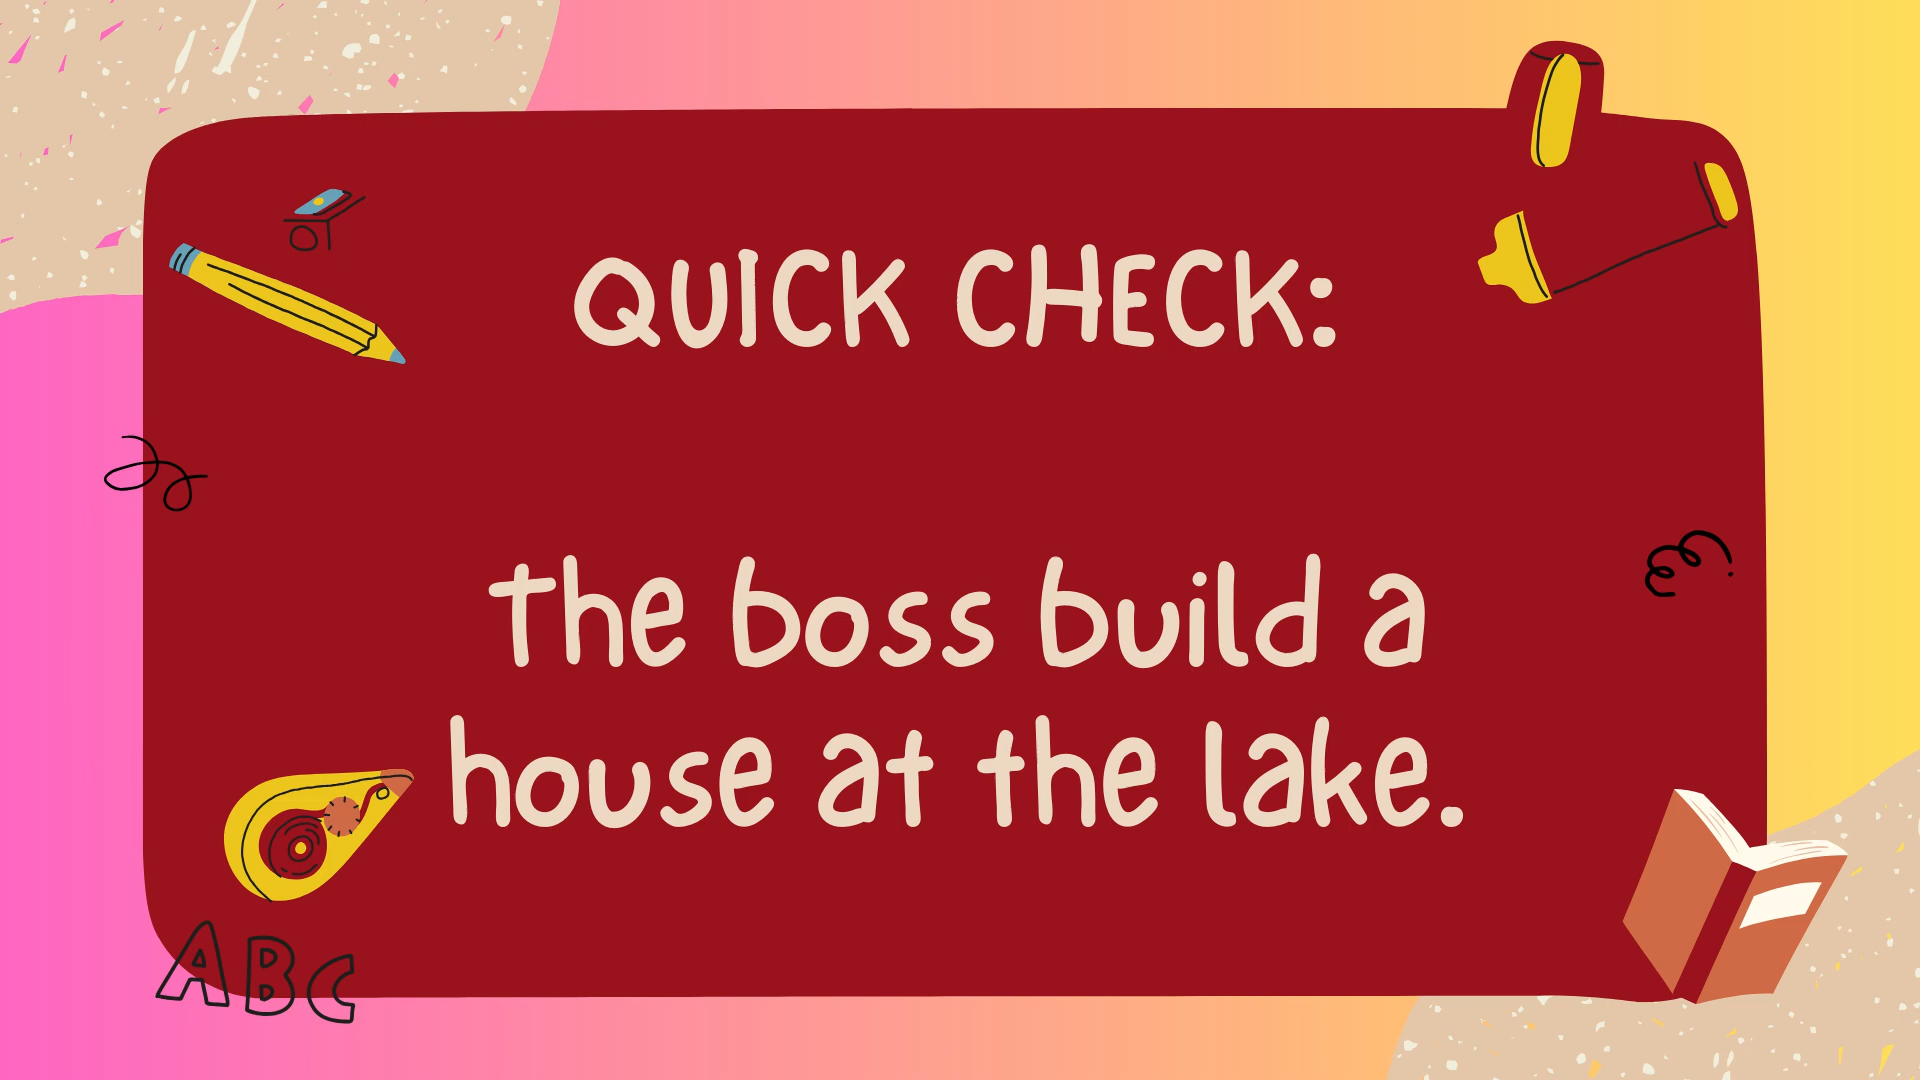 QUICK CHECK:
the boss build a
house at the lake.
ABC